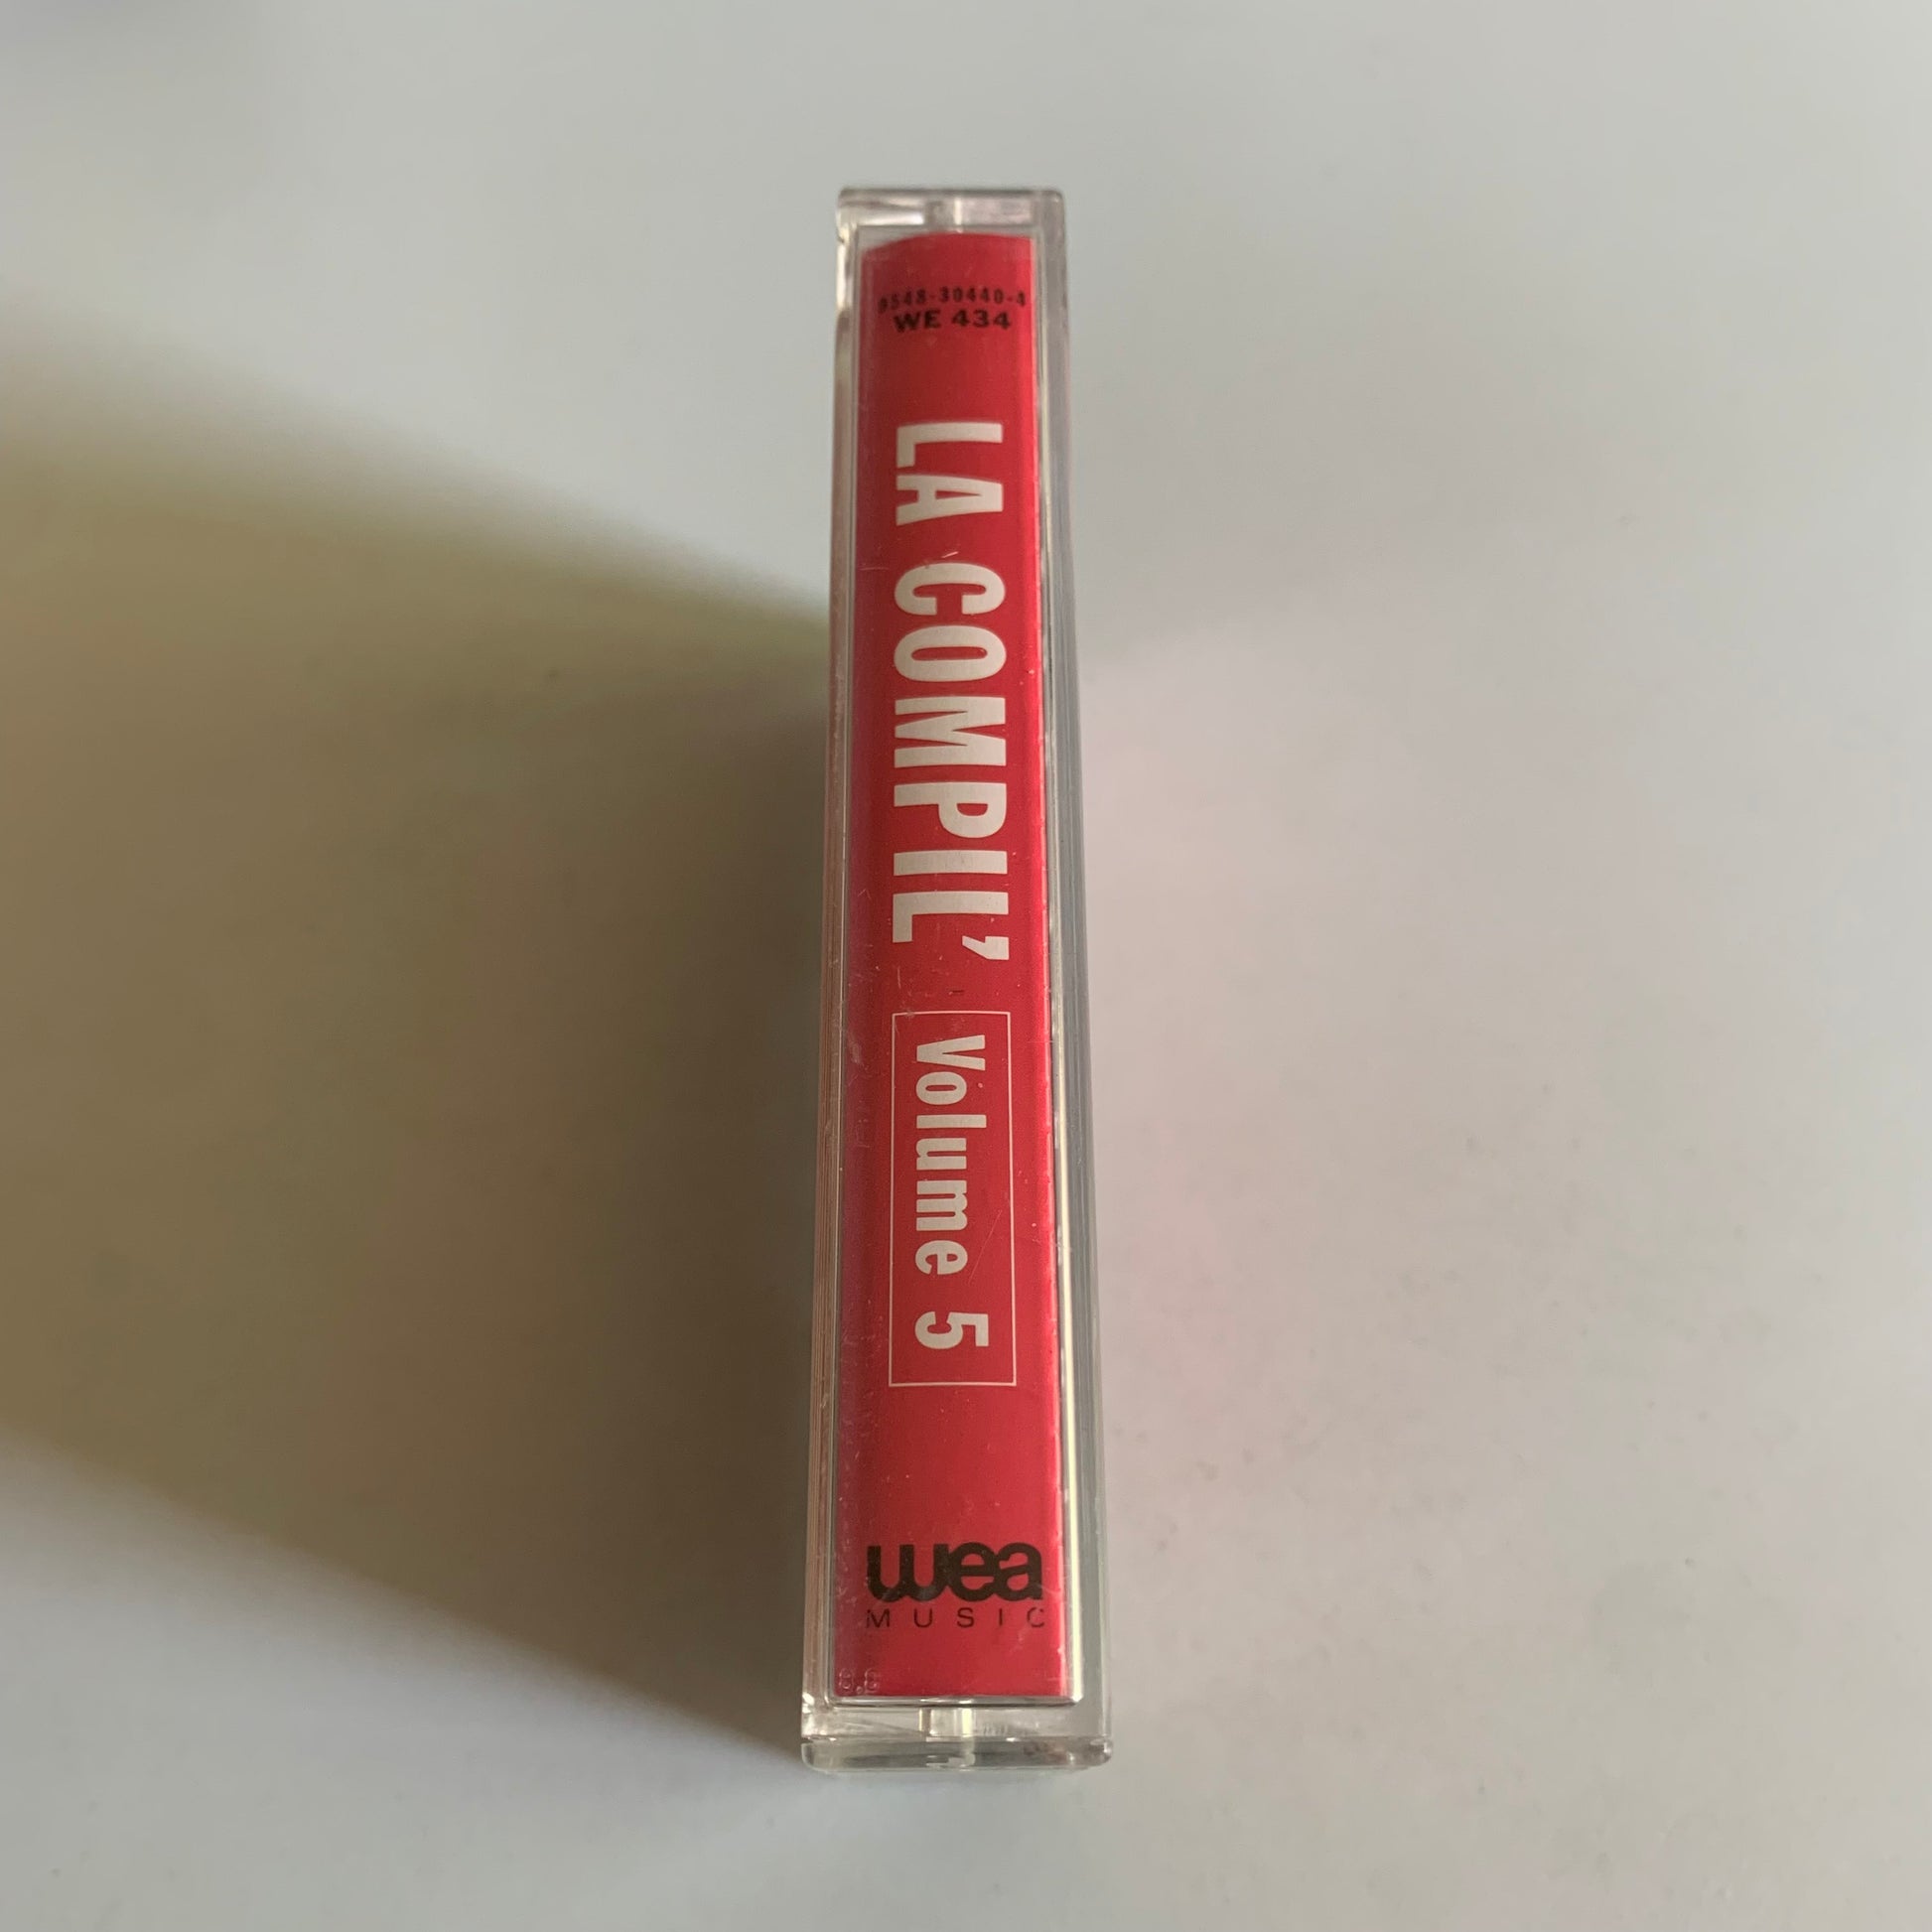 9548-30440-4
WE 434
LA COMPIL' Volume 5
wea
MUSIC